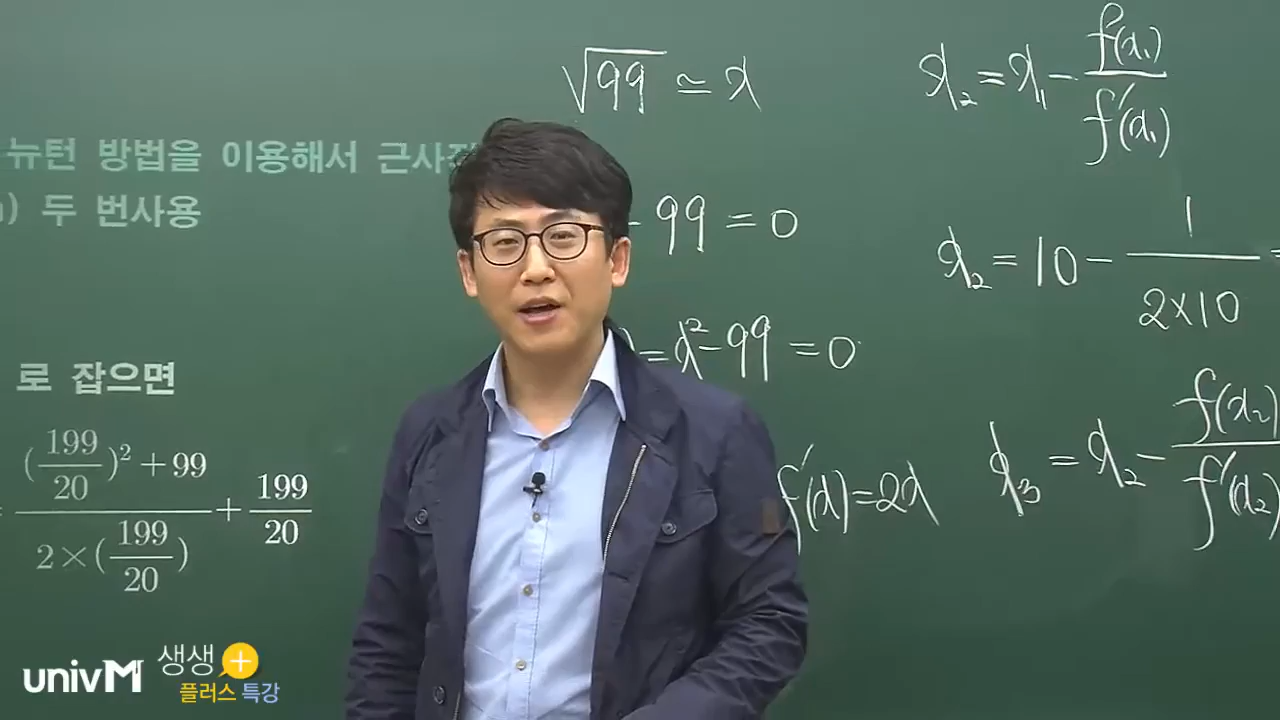 뉴턴 방법을 이용해서
두 번사용
로 잡으면
(199/20)² + 99
2 × (199/20)
+ 199/20
√99 ≃ x
- 99 = 0
= x² - 99 = 0
f'(x) = 2x
x₂ = x₁ - f(x₁)/f'(x₁)
x₂ = 10 - 1/(2×10) =
x₃ = x₂ - f(x₂)/f'(x₂)
univM 생생+
플러스 특강